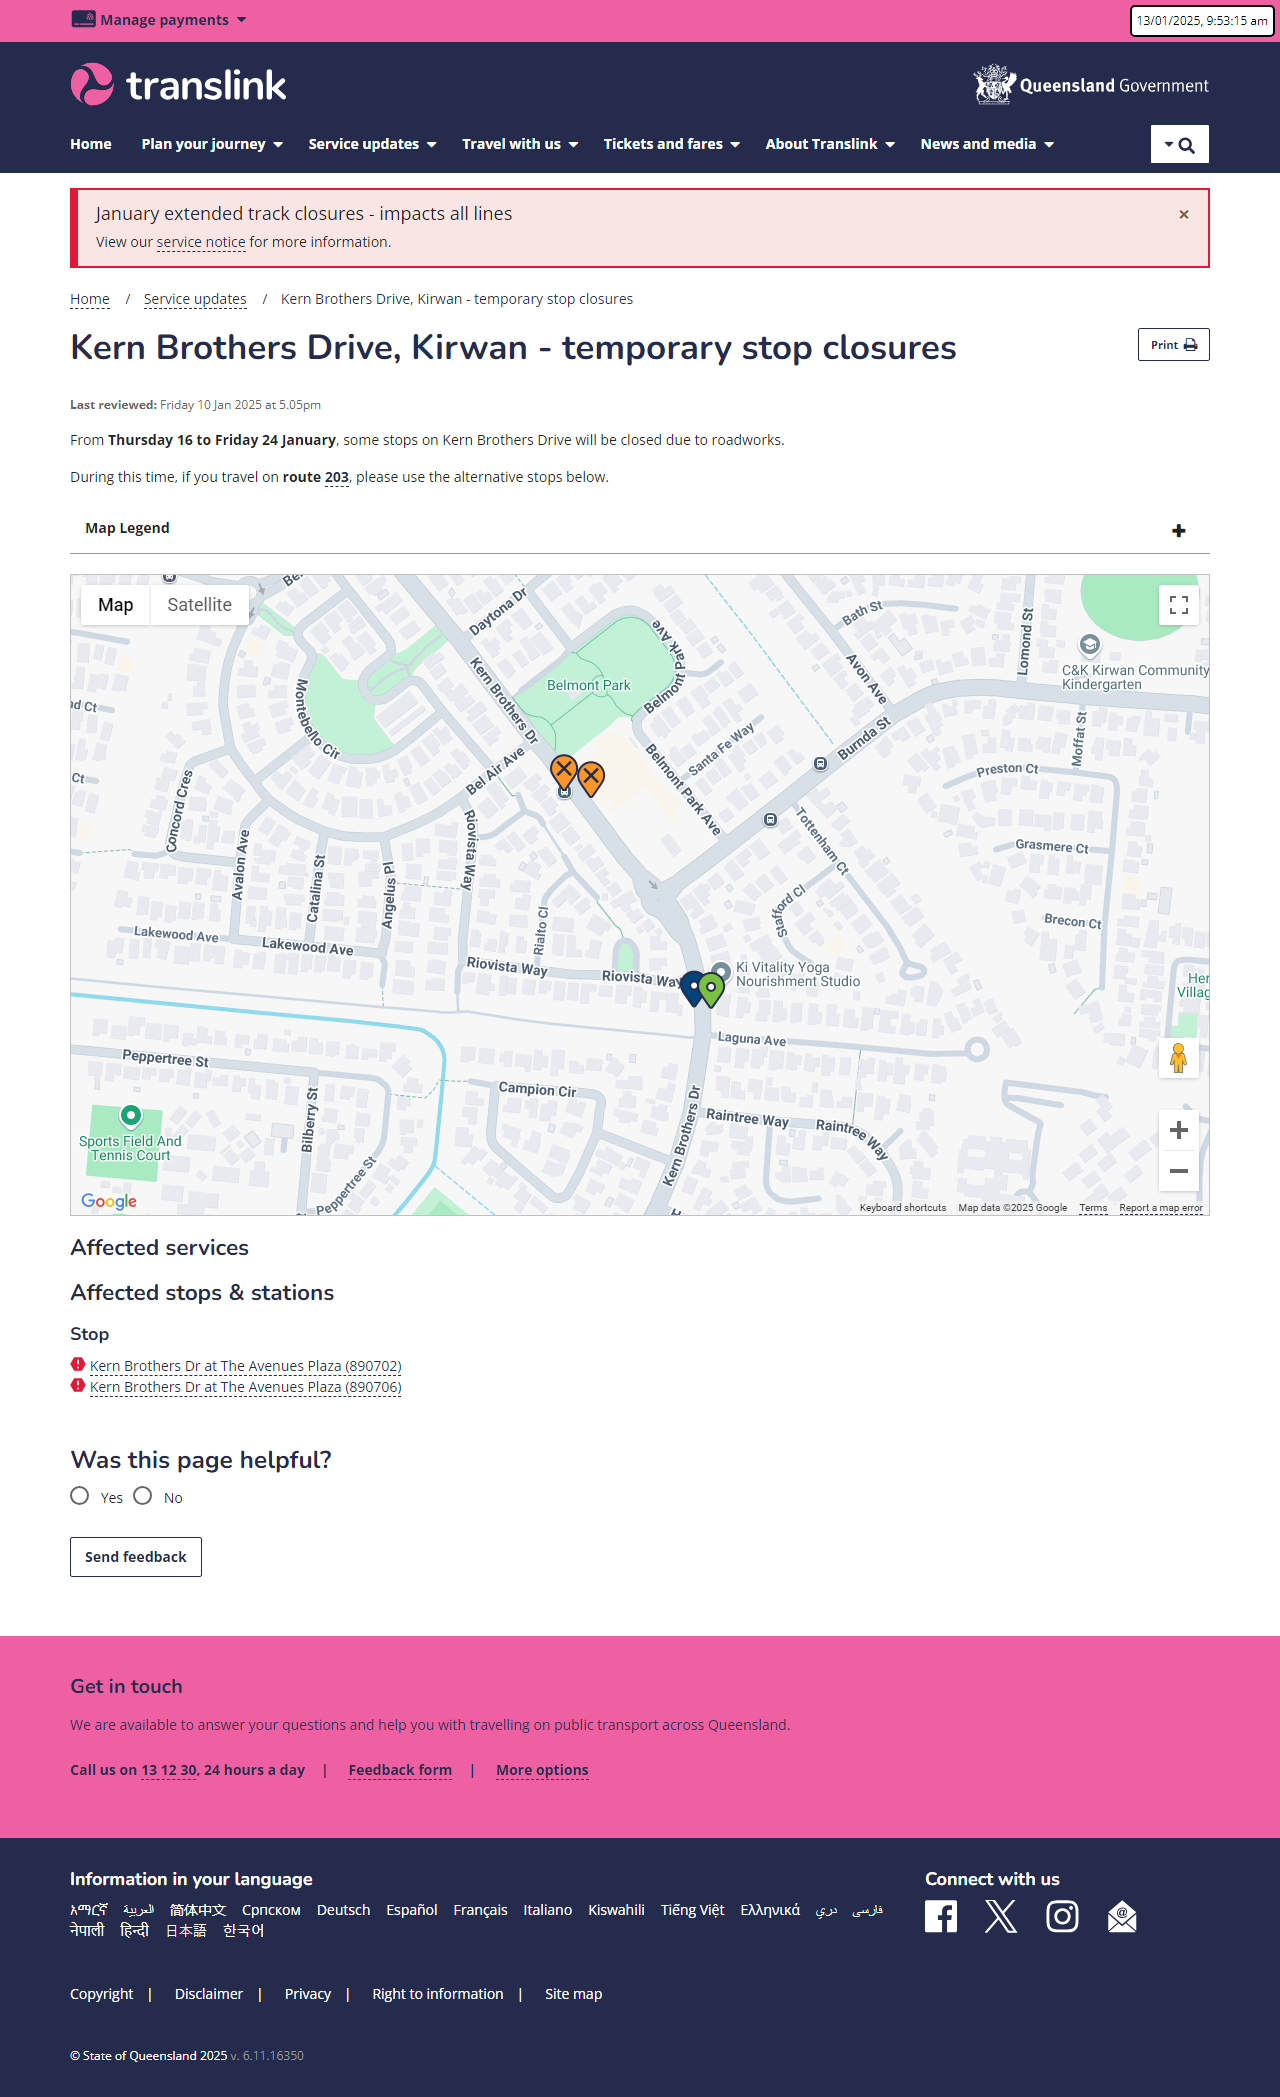 Manage payments
13/01/2025, 9:53:15 am
translink
Queensland Government
Home Plan your journey Service updates Travel with us Tickets and fares About Translink News and media
January extended track closures - impacts all lines
×
View our service notice for more information.
Home / Service updates / Kern Brothers Drive, Kirwan - temporary stop closures
Kern Brothers Drive, Kirwan - temporary stop closures
Print
Last reviewed: Friday 10 Jan 2025 at 5.05pm
From Thursday 16 to Friday 24 January, some stops on Kern Brothers Drive will be closed due to roadworks.
During this time, if you travel on route 203, please use the alternative stops below.
Map Legend
Map Satellite
Daytona Dr
Belmont Park Ave
Bath St
Lomond St
C&K Kirwan Community
Kindergarten
Kern Brothers Dr
Belmont Park
Belmont Park
Avon Ave
Montebello Cir
nd Ct
Moffat St
Burnda St
Santa Fe Way
Bel Air Ave
Ct
Preston Ct
Belmont Park Ave
Concord Cres
Tottenham Ct
Riovista Way
Avalon Ave
Grasmere Ct
Catalina St
Angelus Pl
Stafford Cl
Brecon Ct
Rialto Cl
Lakewood Ave
Lakewood Ave
Riovista Way
Riovista Way
Ki Vitality Yoga
Nourishment Studio
Her
Villag
Laguna Ave
Peppertree St
Campion Cir
Bilberry St
Kern Brothers Dr
Raintree Way
Raintree Way
Sports Field And
Tennis Court
Peppertree St
Google
Keyboard shortcuts Map data ©2025 Google Terms Report a map error
Affected services
Affected stops & stations
Stop
Kern Brothers Dr at The Avenues Plaza (890702)
Kern Brothers Dr at The Avenues Plaza (890706)
Was this page helpful?
Yes No
Send feedback
Get in touch
We are available to answer your questions and help you with travelling on public transport across Queensland.
Call us on 13 12 30, 24 hours a day | Feedback form | More options
Information in your language
Connect with us
አማርኛ العربية 简体中文 Српском Deutsch Español Français Italiano Kiswahili Tiếng Việt Ελληνικά دری فارسی
नेपाली हिन्दी 日本語 한국어
Copyright | Disclaimer | Privacy | Right to information | Site map
© State of Queensland 2025 v. 6.11.16350